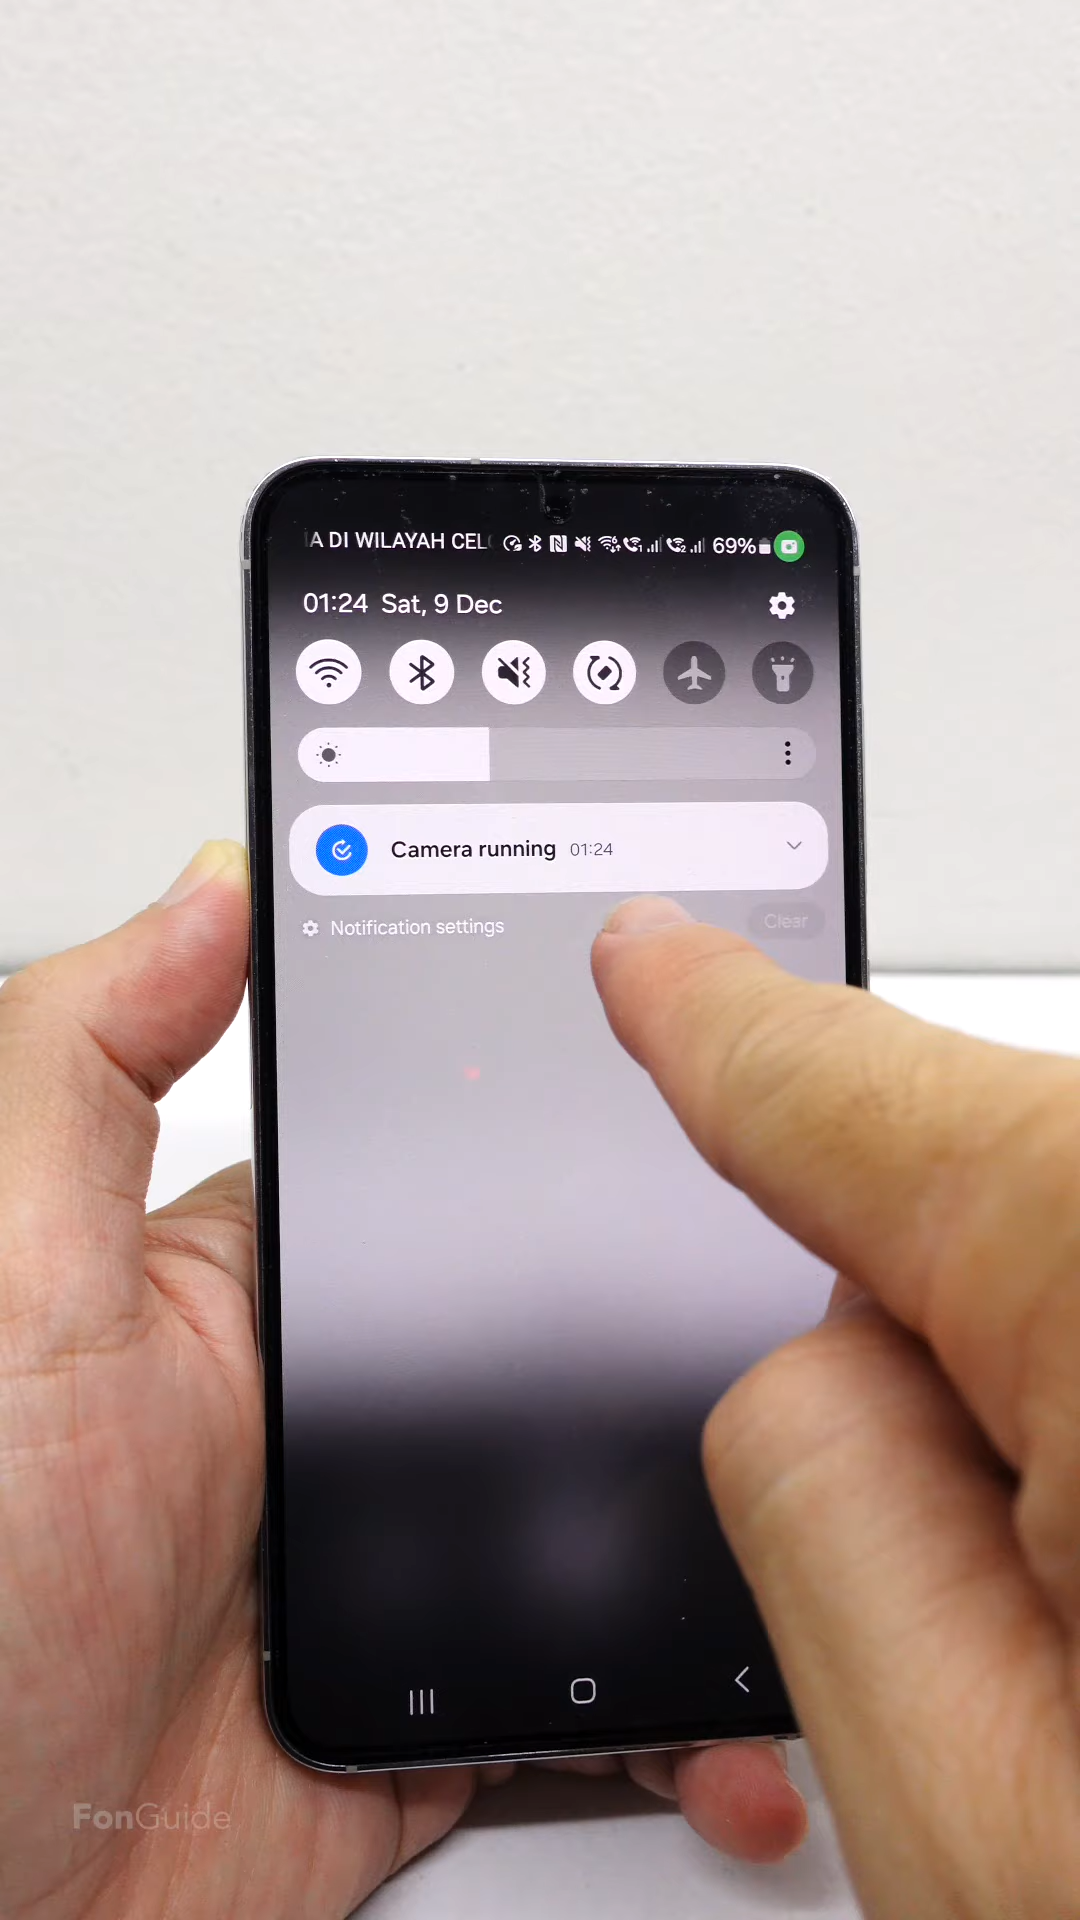 A DI WILAYAH CEL 69%
01:24 Sat, 9 Dec
Camera running 01:24
Notification settings Clear
FonGuide